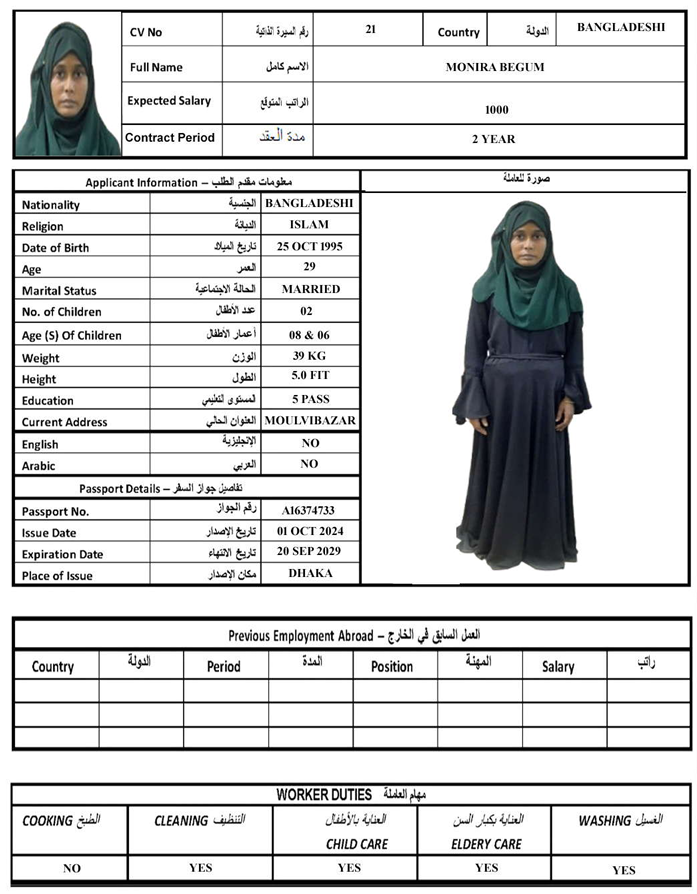 CV No رقم السيرة الذاتية 21 Country الدولة BANGLADESHI
Full Name الاسم كامل MONIRA BEGUM
Expected Salary الراتب المتوقع 1000
Contract Period مدة العقد 2 YEAR
Applicant Information – معلومات مقدم الطلب
صورة للعاملة
Nationality الجنسية BANGLADESHI
Religion الديانة ISLAM
Date of Birth تاريخ الميلاد 25 OCT 1995
Age العمر 29
Marital Status الحالة الاجتماعية MARRIED
No. of Children عدد الأطفال 02
Age (S) Of Children أعمار الأطفال 08 & 06
Weight الوزن 39 KG
Height الطول 5.0 FIT
Education المستوى التعليمي 5 PASS
Current Address العنوان الحالي MOULVIBAZAR
English الإنجليزية NO
Arabic العربي NO
Passport Details – تفاصيل جواز السفر
Passport No. رقم الجواز A16374733
Issue Date تاريخ الإصدار 01 OCT 2024
Expiration Date تاريخ الانتهاء 20 SEP 2029
Place of Issue مكان الإصدار DHAKA
Previous Employment Abroad – العمل السابق في الخارج
Country الدولة Period المدة Position المهنة Salary راتب
WORKER DUTIES مهام العاملة
COOKING الطبخ CLEANING التنظيف العناية بالأطفال CHILD CARE العناية بكبار السن ELDERY CARE WASHING الغسيل
NO YES YES YES YES